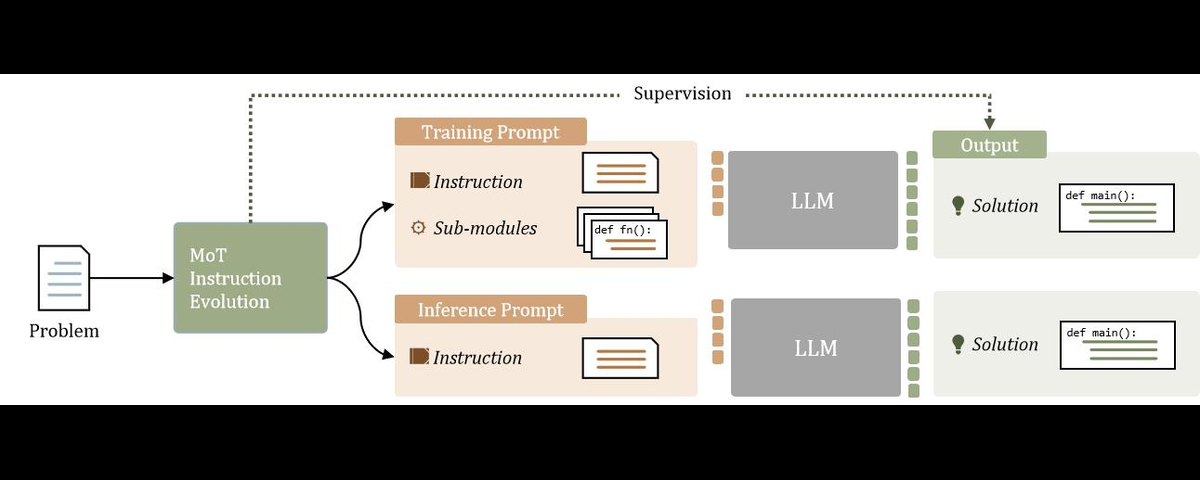 Supervision
Training Prompt
Output
Instruction
Sub-modules
def fn():
LLM
Solution
def main():
MoT
Instruction
Evolution
Problem
Inference Prompt
Instruction
LLM
Solution
def main():